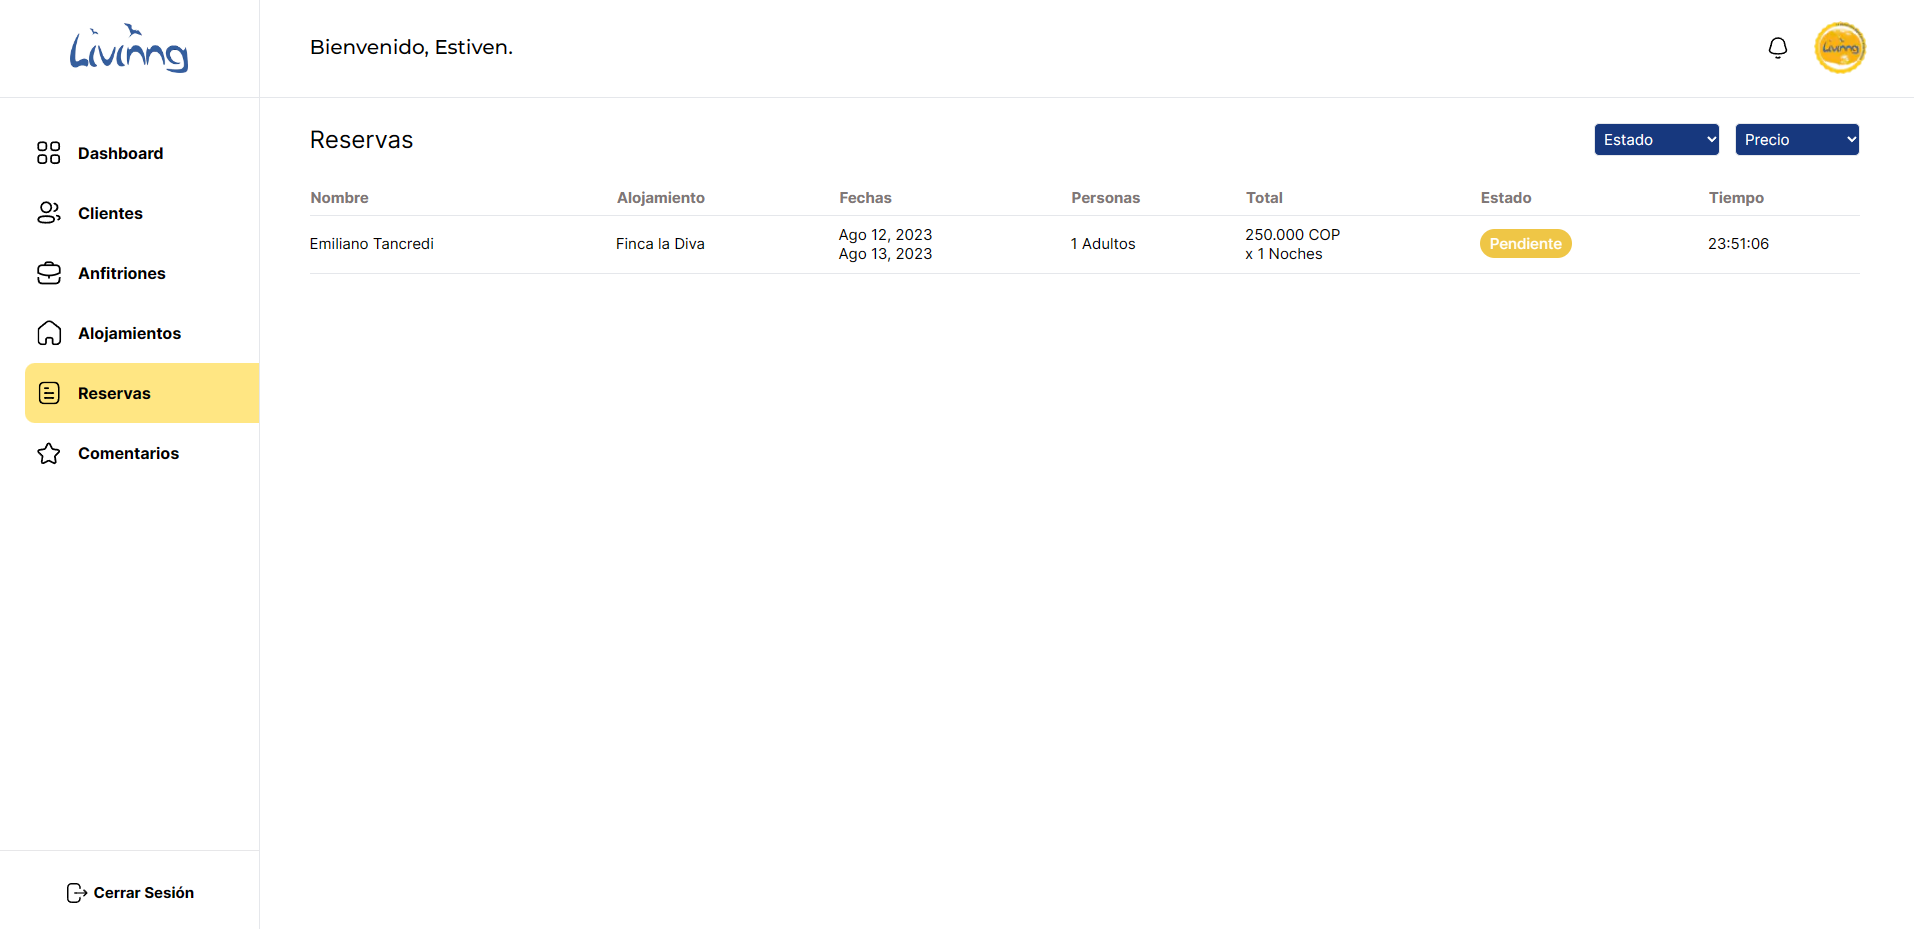 Livinng
Bienvenido, Estiven.
Livinng
Dashboard
Clientes
Anfitriones
Alojamientos
Reservas
Comentarios
Cerrar Sesión
Reservas
Estado
Precio
Nombre Alojamiento Fechas Personas Total Estado Tiempo
Emiliano Tancredi Finca la Diva Ago 12, 2023 1 Adultos 250.000 COP Pendiente 23:51:06
Ago 13, 2023 x 1 Noches